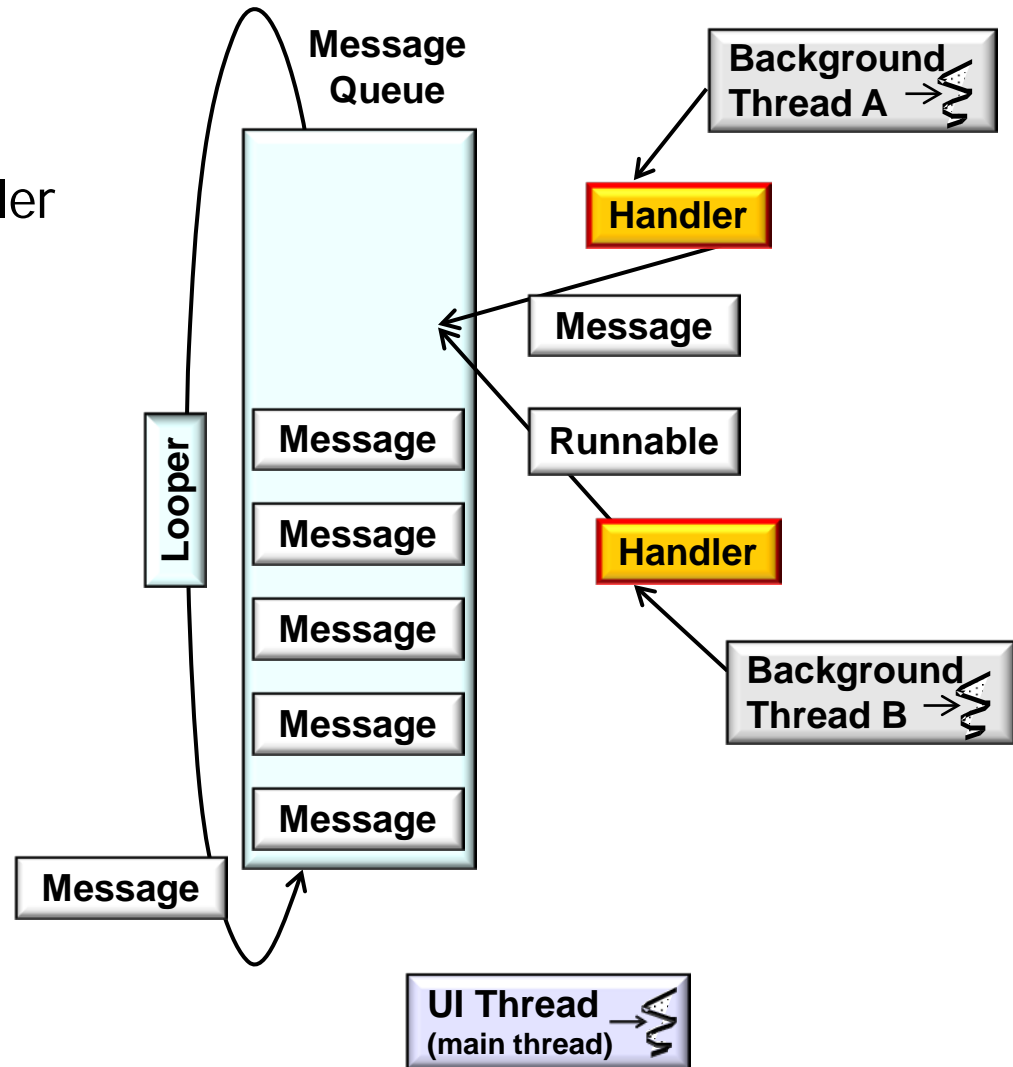 Message
Queue
Background
Thread A
ler
Handler
Message
Message
Runnable
Looper
Message
Handler
Message
Background
Thread B
Message
Message
Message
UI Thread
(main thread)